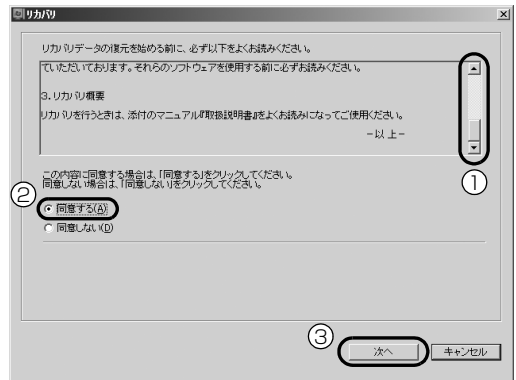 リカバリ
リカバリデータの復元を始める前に、必ず以下をよくお読みください。
ていただいております。それらのソフトウェアを使用する前に必ずお読みください。
3. リカバリ概要
リカバリを行うときは、添付のマニュアル『取扱説明書』をよくお読みになってご使用ください。
－以 上－
①
この内容に同意する場合は、「同意する」をクリックしてください。
同意しない場合は、「同意しない」をクリックしてください。
②
同意する(A)
同意しない(D)
③
次へ
キャンセル